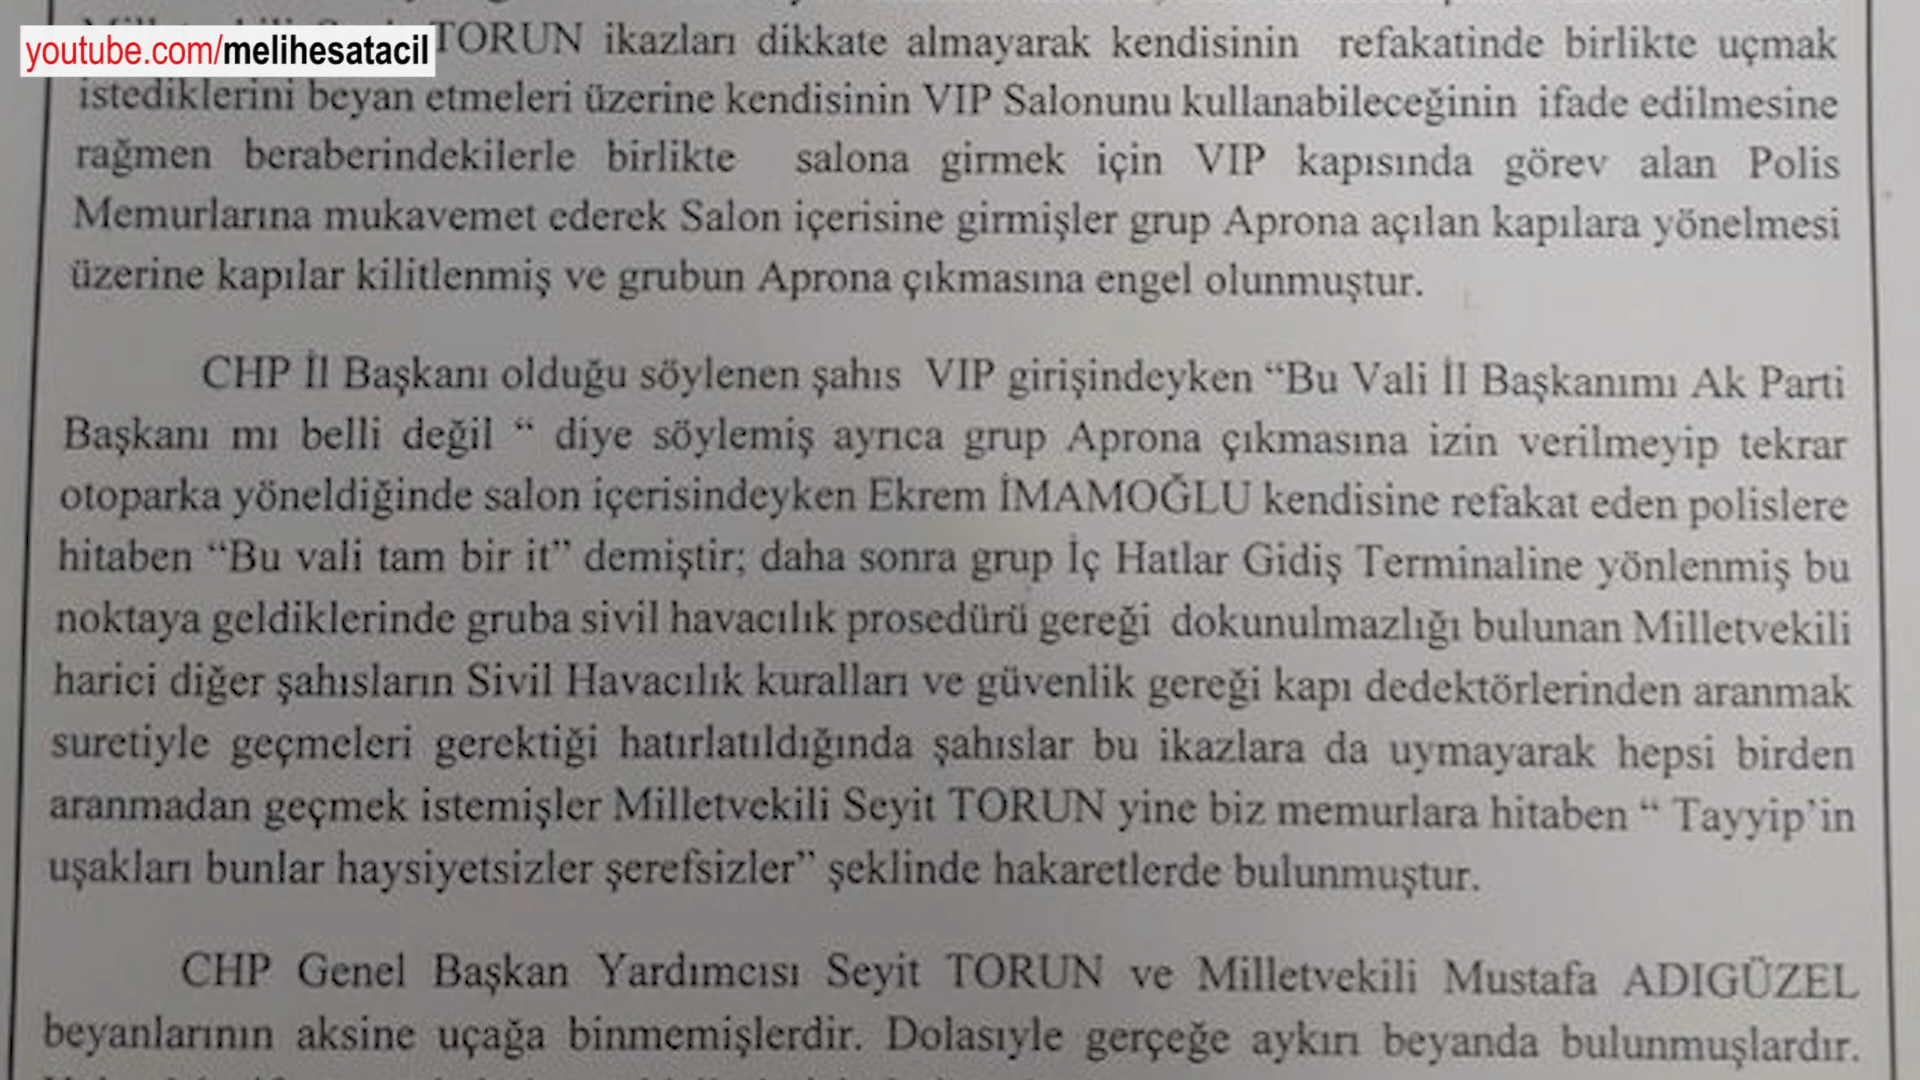 youtube.com/melihesatacil
TORUN ikazları dikkate almayarak kendisinin refakatinde birlikte uçmak
istediklerini beyan etmeleri üzerine kendisinin VIP Salonunu kullanabileceğinin ifade edilmesine
rağmen beraberindekilerle birlikte salona girmek için VIP kapısında görev alan Polis
Memurlarına mukavemet ederek Salon içerisine girmişler grup Aprona açılan kapılara yönelmesi
üzerine kapılar kilitlenmiş ve grubun Aprona çıkmasına engel olunmuştur.
CHP İl Başkanı olduğu söylenen şahıs VIP girişindeyken “Bu Vali İl Başkanımı Ak Parti
Başkanı mı belli değil “ diye söylemiş ayrıca grup Aprona çıkmasına izin verilmeyip tekrar
otoparka yöneldiğinde salon içerisindeyken Ekrem İMAMOĞLU kendisine refakat eden polislere
hitaben “Bu vali tam bir it” demiştir; daha sonra grup İç Hatlar Gidiş Terminaline yönlenmiş bu
noktaya geldiklerinde gruba sivil havacılık prosedürü gereği dokunulmazlığı bulunan Milletvekili
harici diğer şahısların Sivil Havacılık kuralları ve güvenlik gereği kapı dedektörlerinden aranmak
suretiyle geçmeleri gerektiği hatırlatıldığında şahıslar bu ikazlara da uymayarak hepsi birden
aranmadan geçmek istemişler Milletvekili Seyit TORUN yine biz memurlara hitaben “ Tayyip’in
uşakları bunlar haysiyetsizler şerefsizler” şeklinde hakaretlerde bulunmuştur.
CHP Genel Başkan Yardımcısı Seyit TORUN ve Milletvekili Mustafa ADIGÜZEL
beyanlarının aksine uçağa binmemişlerdir. Dolasıyle gerçeğe aykırı beyanda bulunmuşlardır.